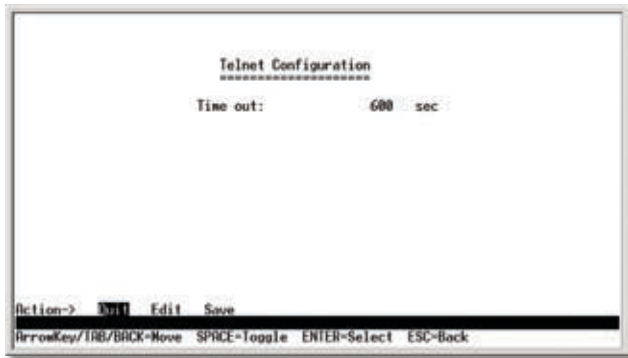 Telnet Configuration
====================
Time out: 600 sec
Action-> Quit Edit Save
ArrowKey/TAB/BACK=Move SPACE=Toggle ENTER=Select ESC=Back